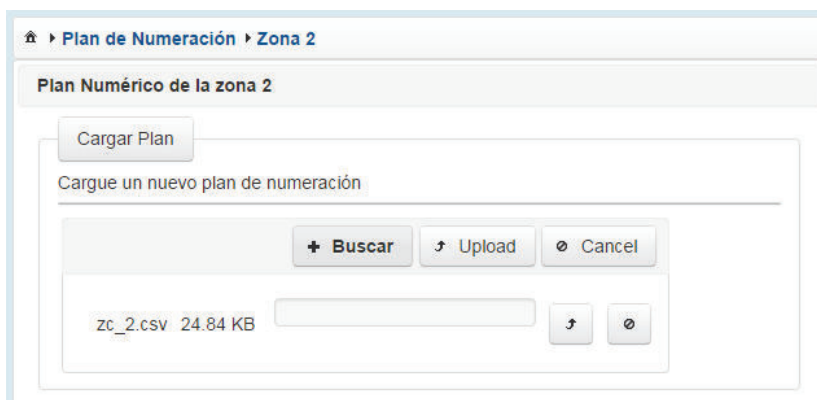 Plan de Numeración Zona 2
Plan Numérico de la zona 2
Cargar Plan
Cargue un nuevo plan de numeración
Buscar Upload Cancel
zc_2.csv 24.84 KB